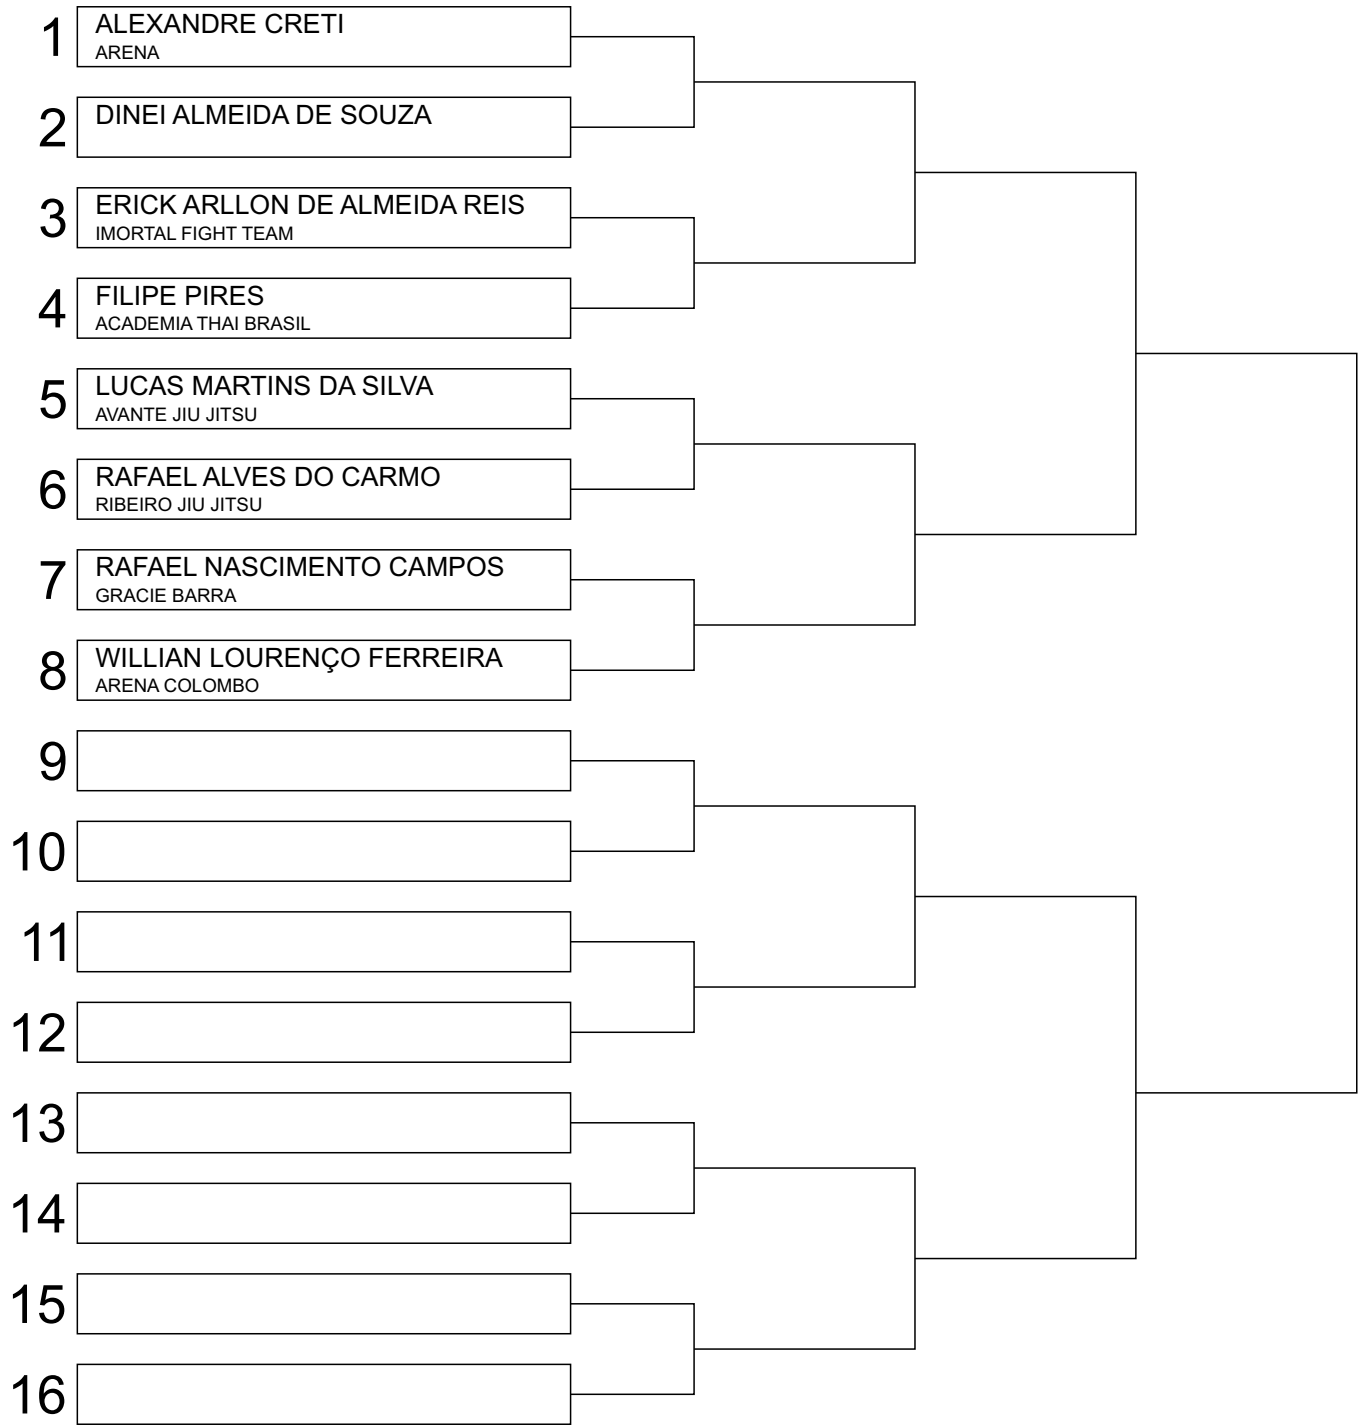 1
ALEXANDRE CRETI
ARENA
2
DINEI ALMEIDA DE SOUZA
3
ERICK ARLLON DE ALMEIDA REIS
IMORTAL FIGHT TEAM
4
FILIPE PIRES
ACADEMIA THAI BRASIL
5
LUCAS MARTINS DA SILVA
AVANTE JIU JITSU
6
RAFAEL ALVES DO CARMO
RIBEIRO JIU JITSU
7
RAFAEL NASCIMENTO CAMPOS
GRACIE BARRA
8
WILLIAN LOURENÇO FERREIRA
ARENA COLOMBO
9
10
11
12
13
14
15
16